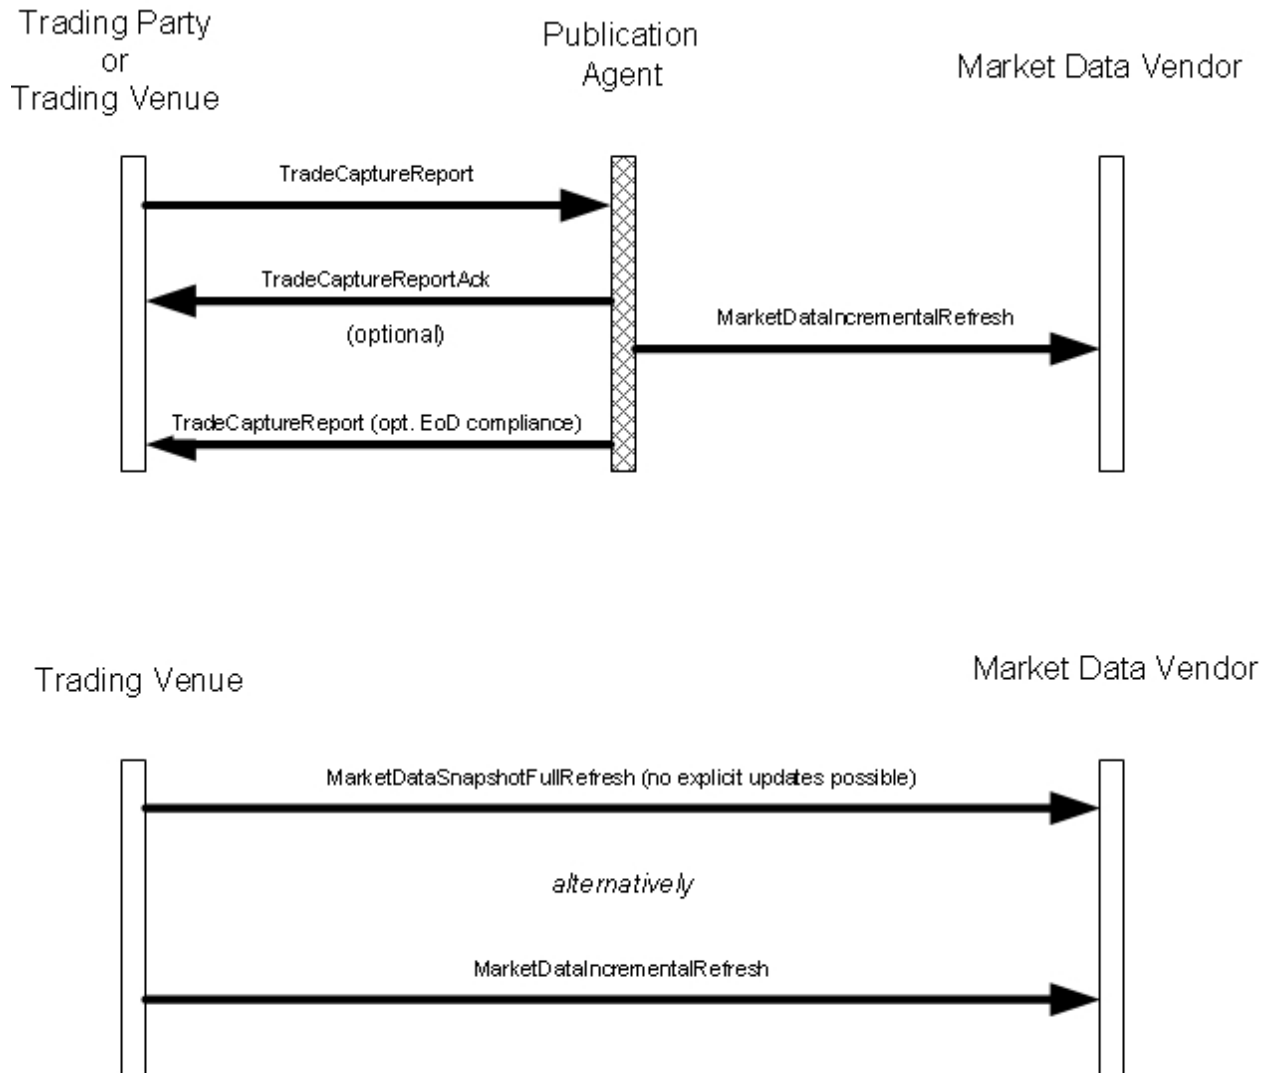 Trading Party
or
Trading Venue
Publication
Agent
Market Data Vendor
TradeCaptureReport
TradeCaptureReportAck
(optional)
MarketDataIncrementalRefresh
TradeCaptureReport (opt. EoD compliance)
Trading Venue
Market Data Vendor
MarketDataSnapshotFullRefresh (no explicit updates possible)
alternatively
MarketDataIncrementalRefresh